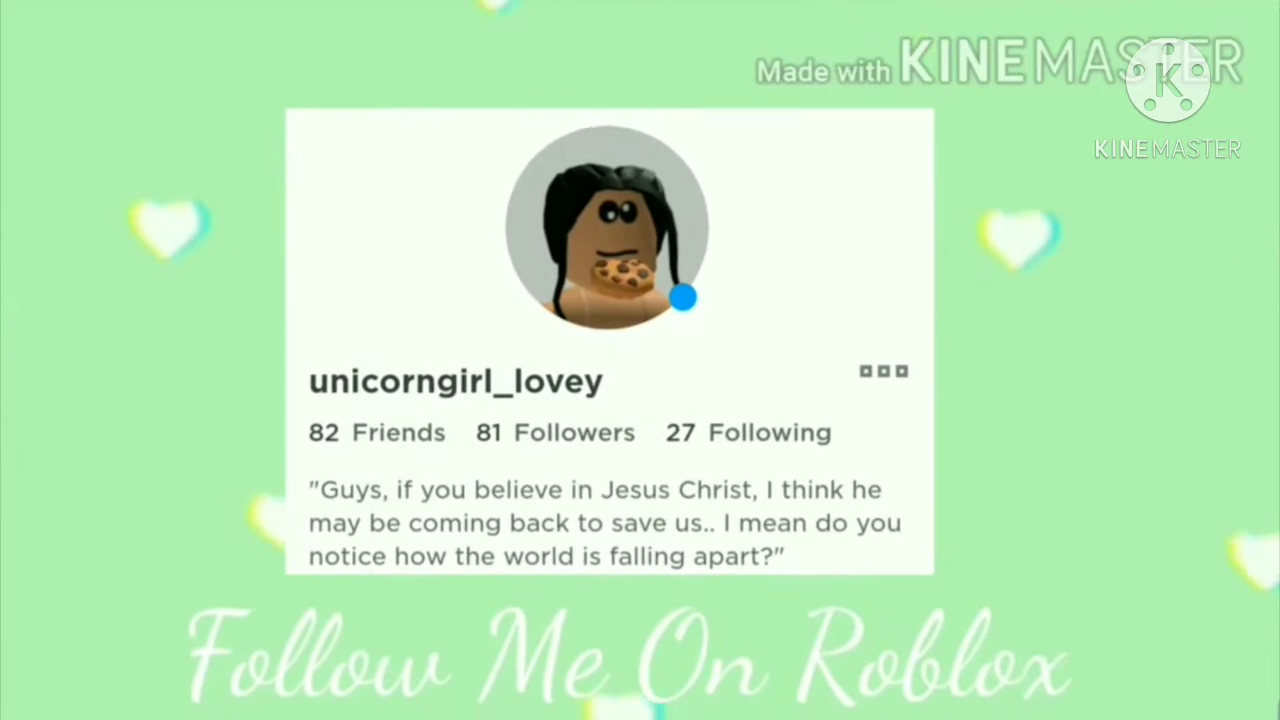 Made with KINEMASTER
K
KINEMASTER
unicorngirl_lovey
82 Friends 81 Followers 27 Following
"Guys, if you believe in Jesus Christ, I think he
may be coming back to save us.. I mean do you
notice how the world is falling apart?"
Follow Me On Roblox